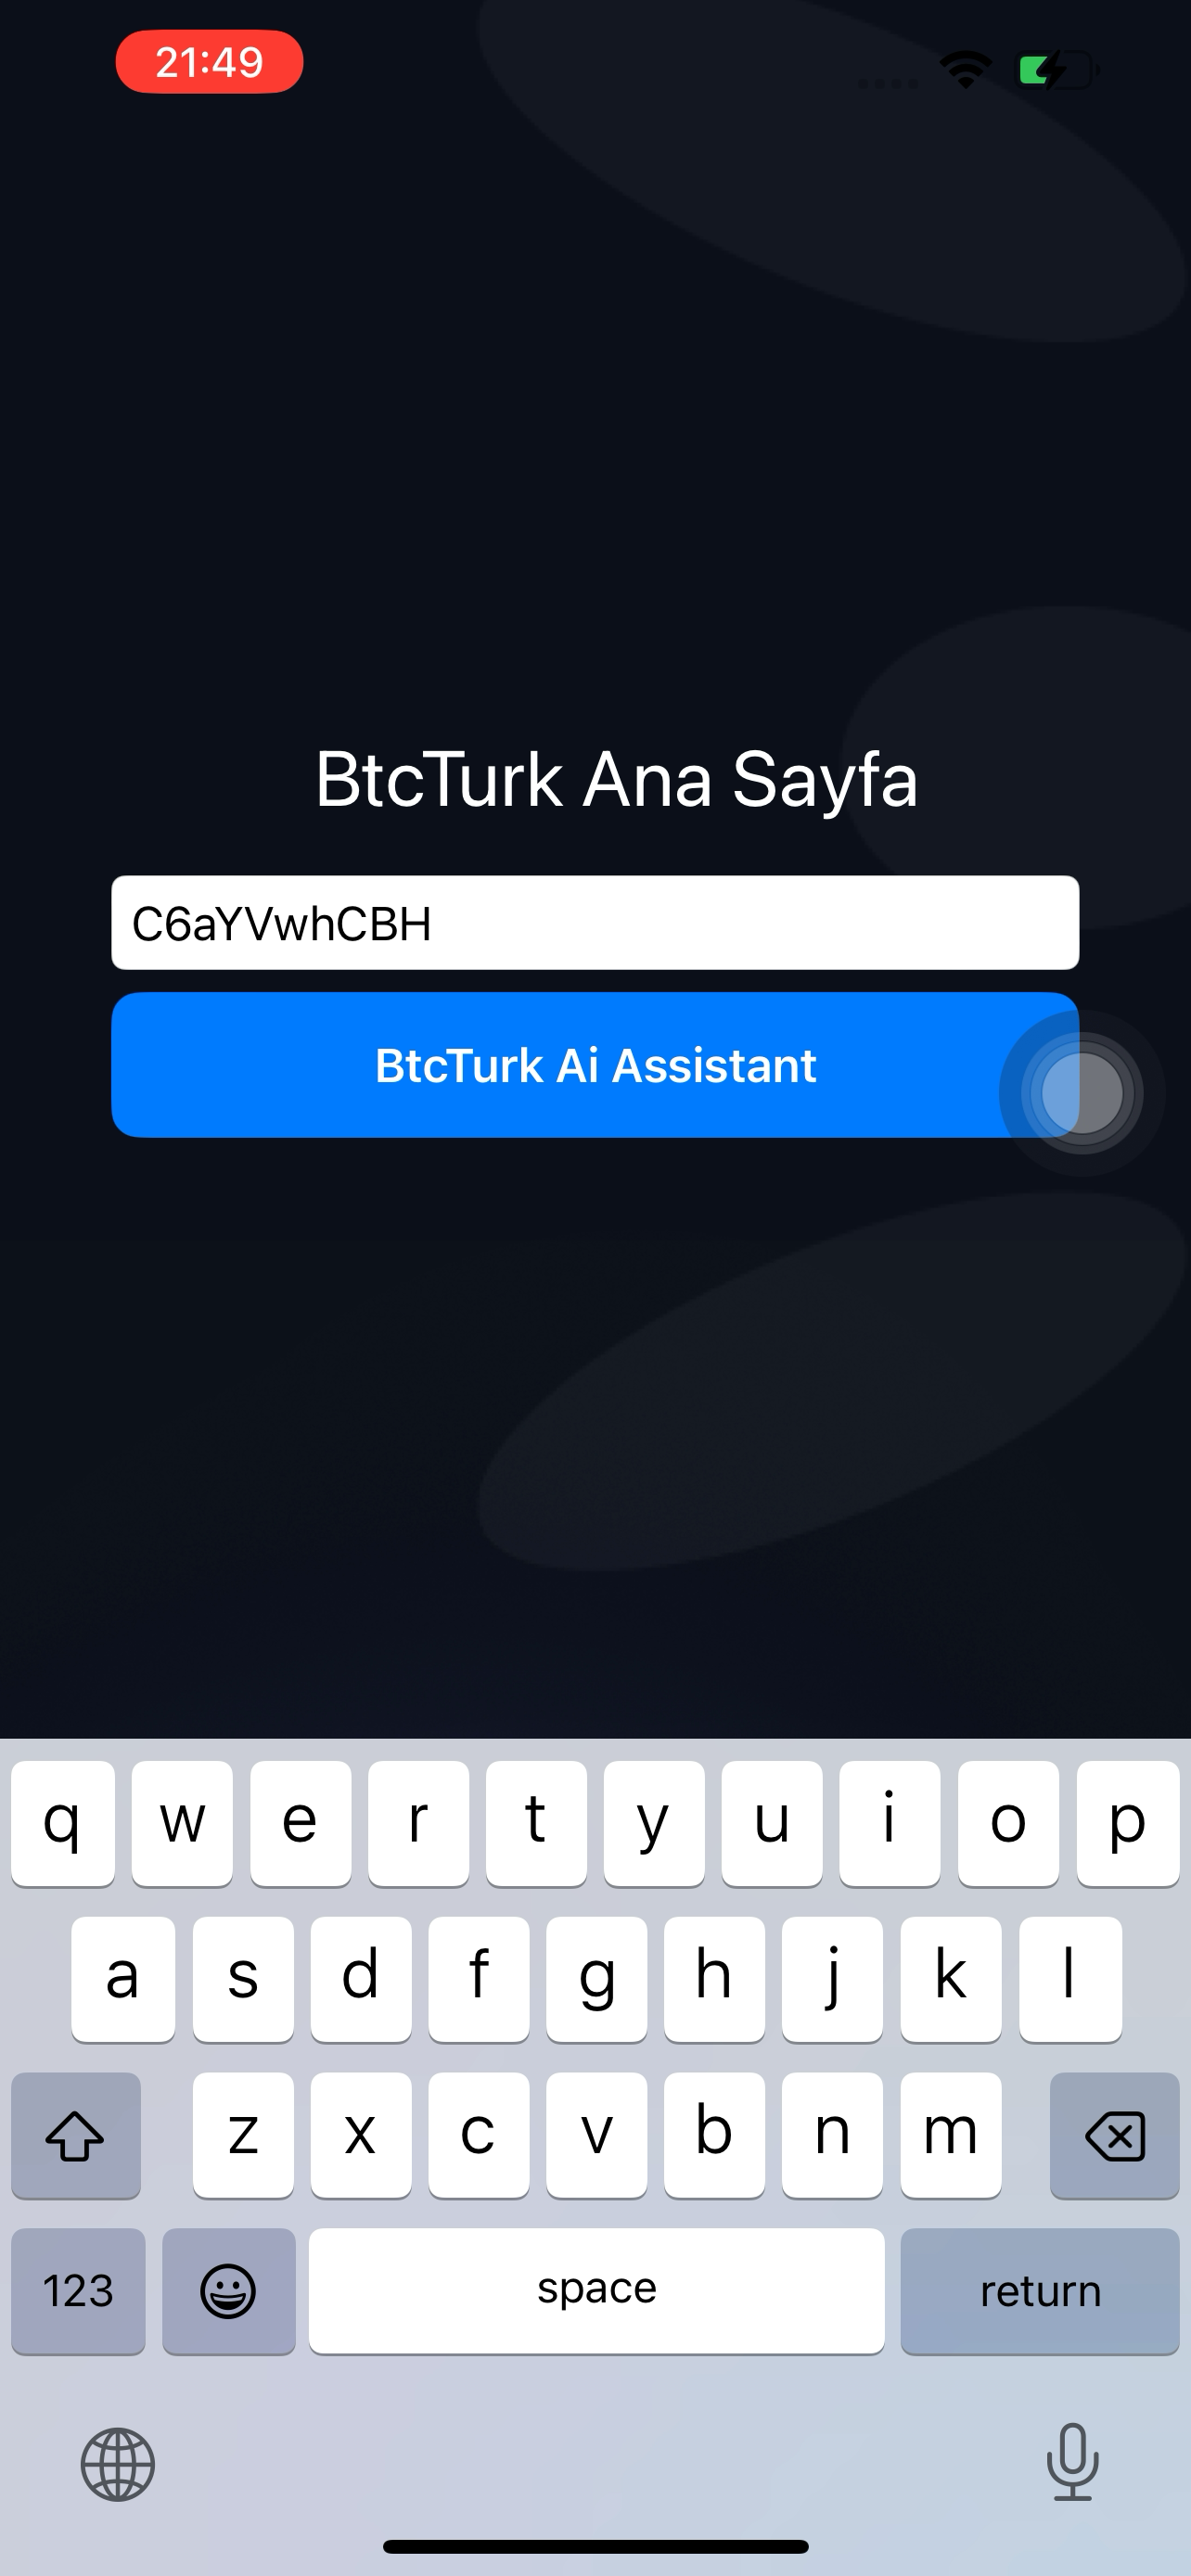 21:49
BtcTurk Ana Sayfa
C6aYVwhCBH
BtcTurk Ai Assistant
q w e r t y u i o p
a s d f g h j k l
z x c v b n m
123 space return